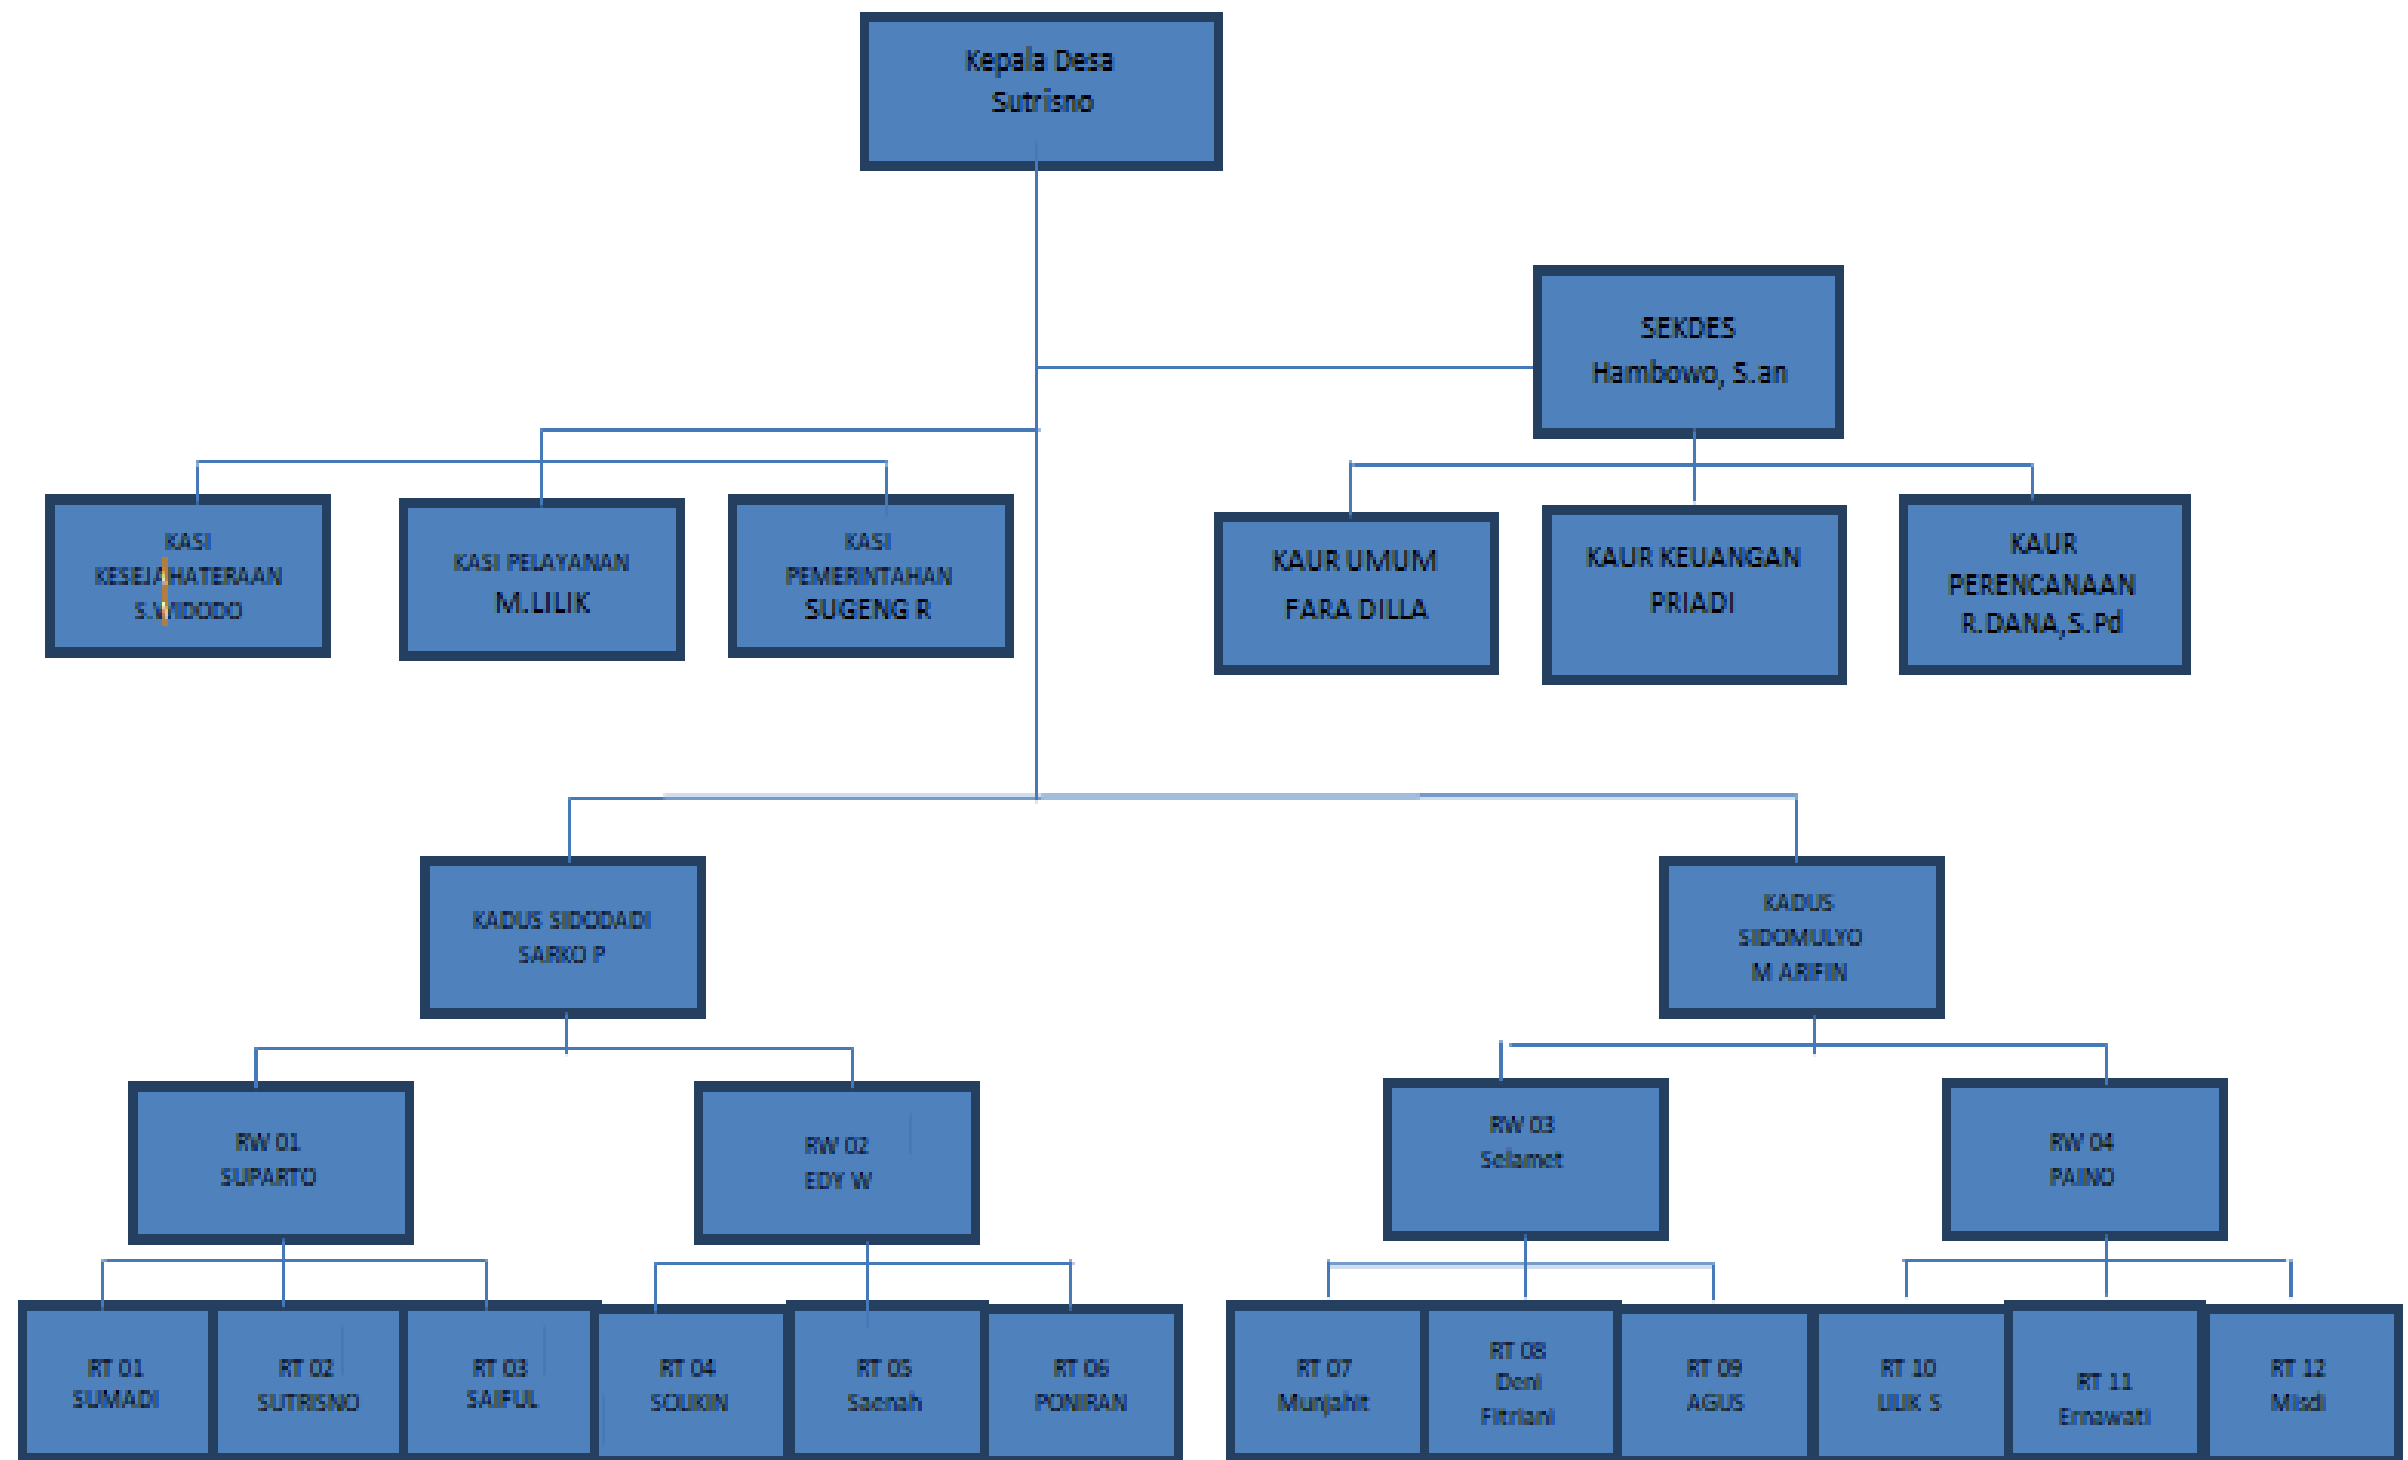 Kepala Desa
Sutrisno
SEKDES
Hambowo, S.an
KASI
KESEJAHATERAAN
S.WIDODO
KASI PELAYANAN
M.LILIK
KASI
PEMERINTAHAN
SUGENG R
KAUR UMUM
FARA DILLA
KAUR KEUANGAN
PRIADI
KAUR
PERENCANAAN
R.DANA,S.Pd
KADUS SIDODADI
SARKO P
KADUS
SIDOMULYO
M ARIFIN
RW 01
SUPARTO
RW 02
EDY W
RW 03
Selamet
RW 04
PAINO
RT 01
SUMADI
RT 02
SUTRISNO
RT 03
SAIFUL
RT 04
SOLIKIN
RT 05
Saenah
RT 06
PONIRAN
RT 07
Munjahit
RT 08
Deni
Fitriani
RT 09
AGUS
RT 10
LILIK S
RT 11
Ernawati
RT 12
Misdi